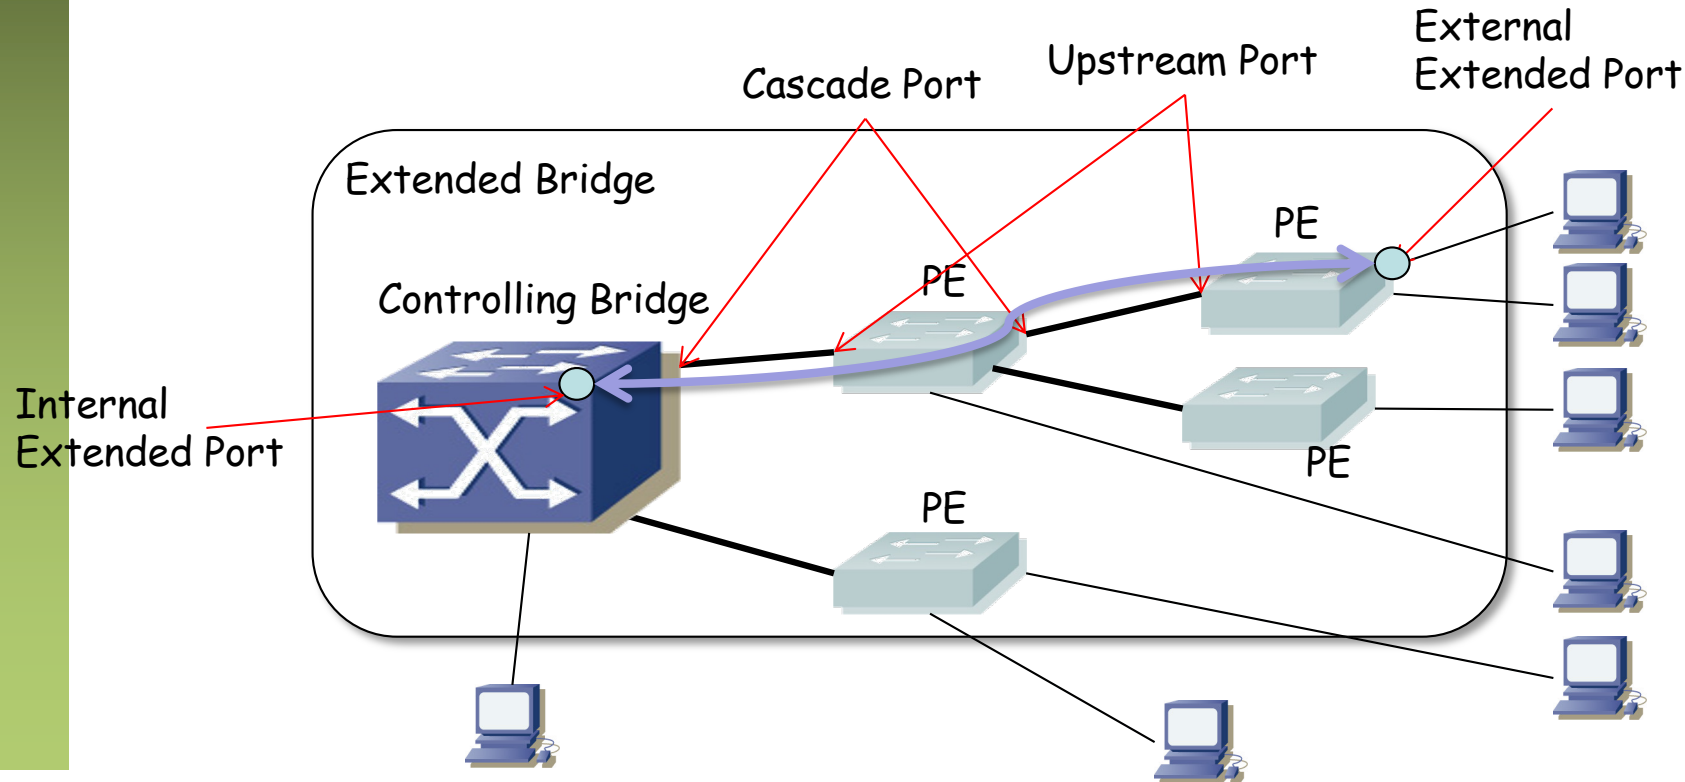 External
Extended Port
Upstream Port
Cascade Port
Extended Bridge
PE
PE
Controlling Bridge
Internal
Extended Port
PE
PE